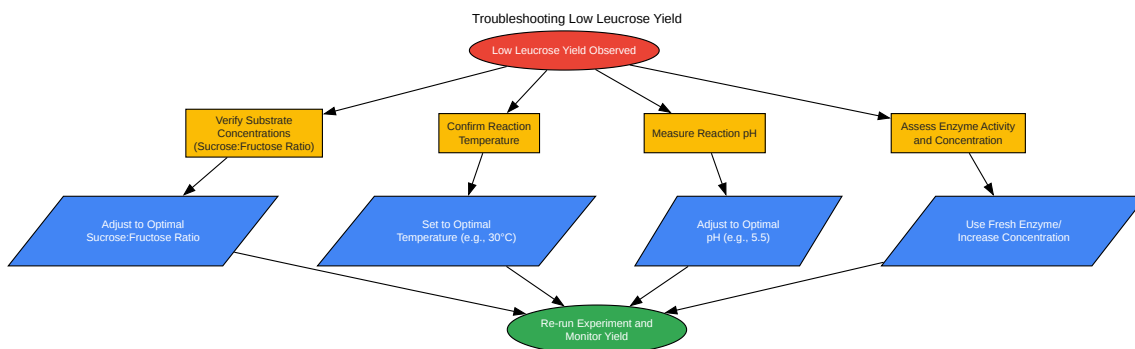 Troubleshooting Low Leucrose Yield
Low Leucrose Yield Observed
Verify Substrate
Concentrations
(Sucrose:Fructose Ratio)
Confirm Reaction
Temperature
Measure Reaction pH
Assess Enzyme Activity
and Concentration
Adjust to Optimal
Sucrose:Fructose Ratio
Set to Optimal
Temperature (e.g., 30°C)
Adjust to Optimal
pH (e.g., 5.5)
Use Fresh Enzyme/
Increase Concentration
Re-run Experiment and
Monitor Yield